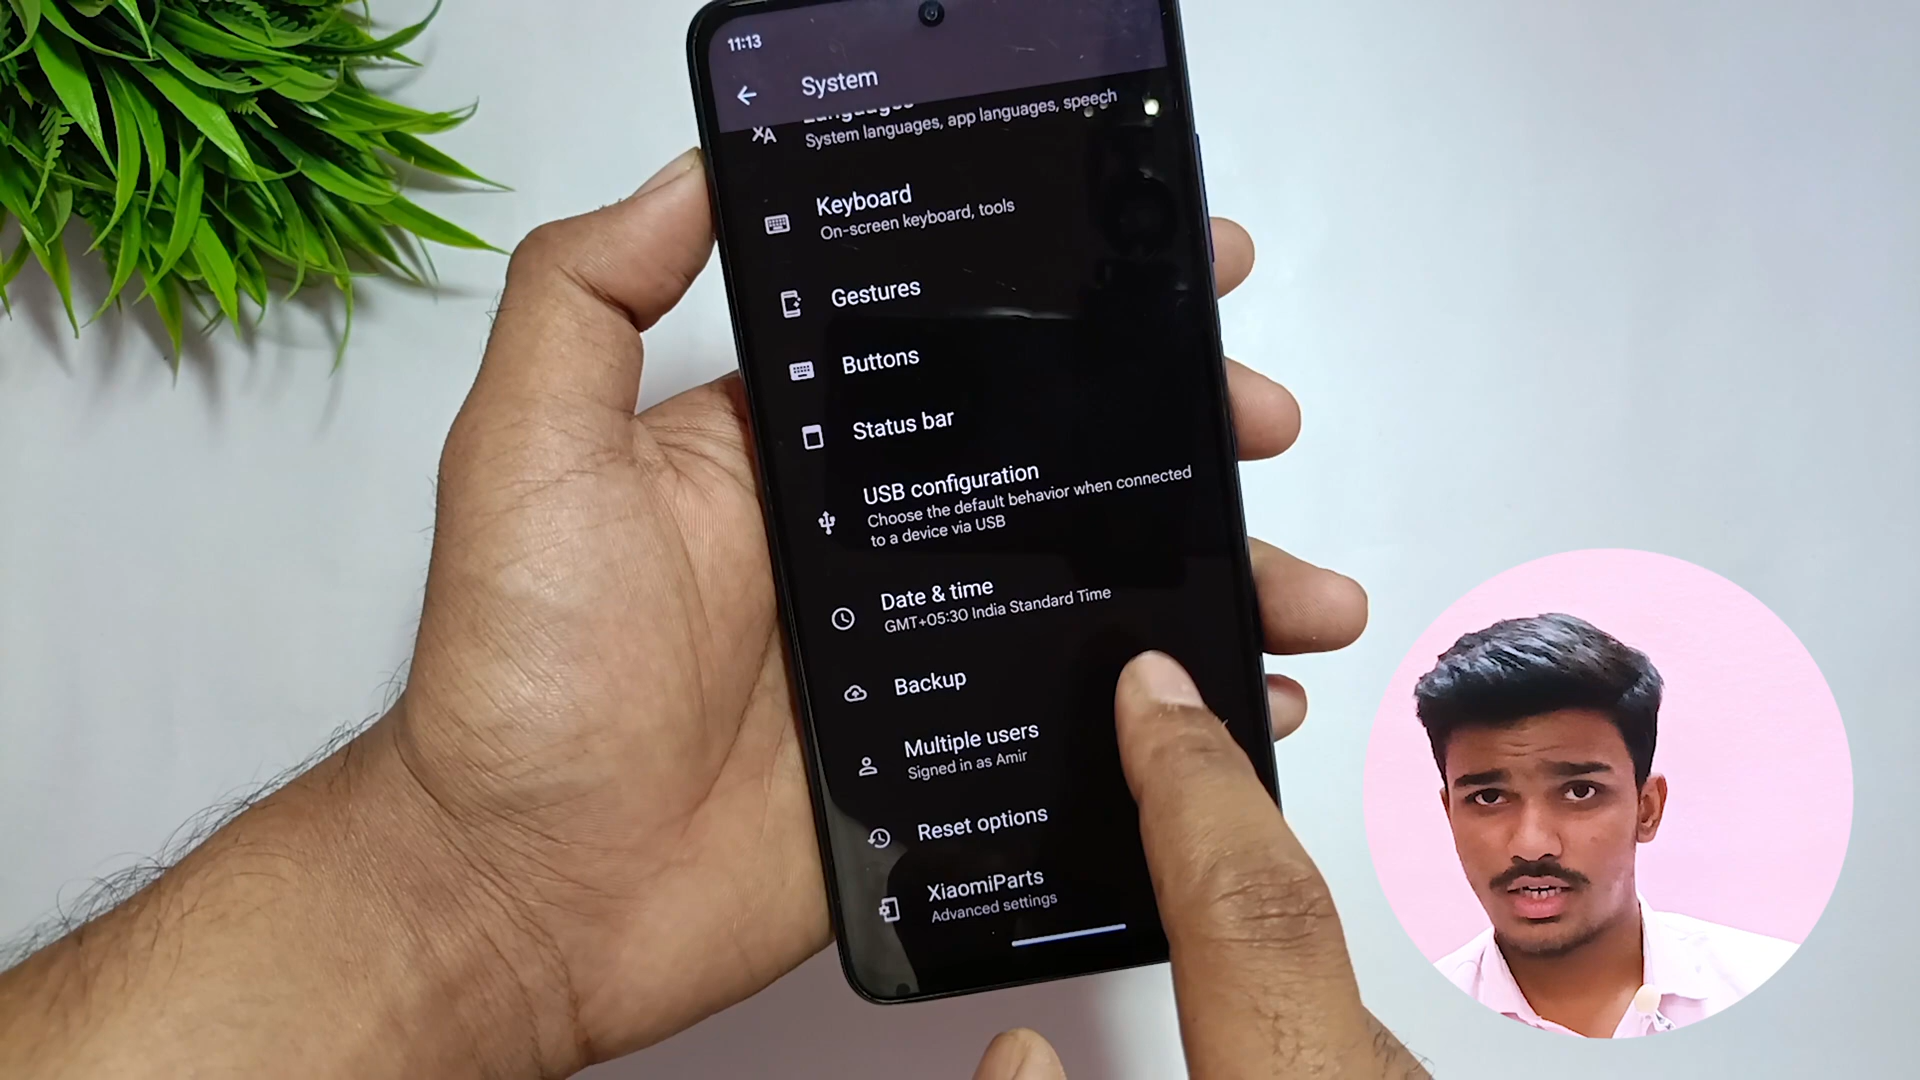 11:13
System
Languages
System languages, app languages, speech
Keyboard
On-screen keyboard, tools
Gestures
Buttons
Status bar
USB configuration
Choose the default behavior when connected
to a device via USB
Date & time
GMT+05:30 India Standard Time
Backup
Multiple users
Signed in as Amir
Reset options
XiaomiParts
Advanced settings